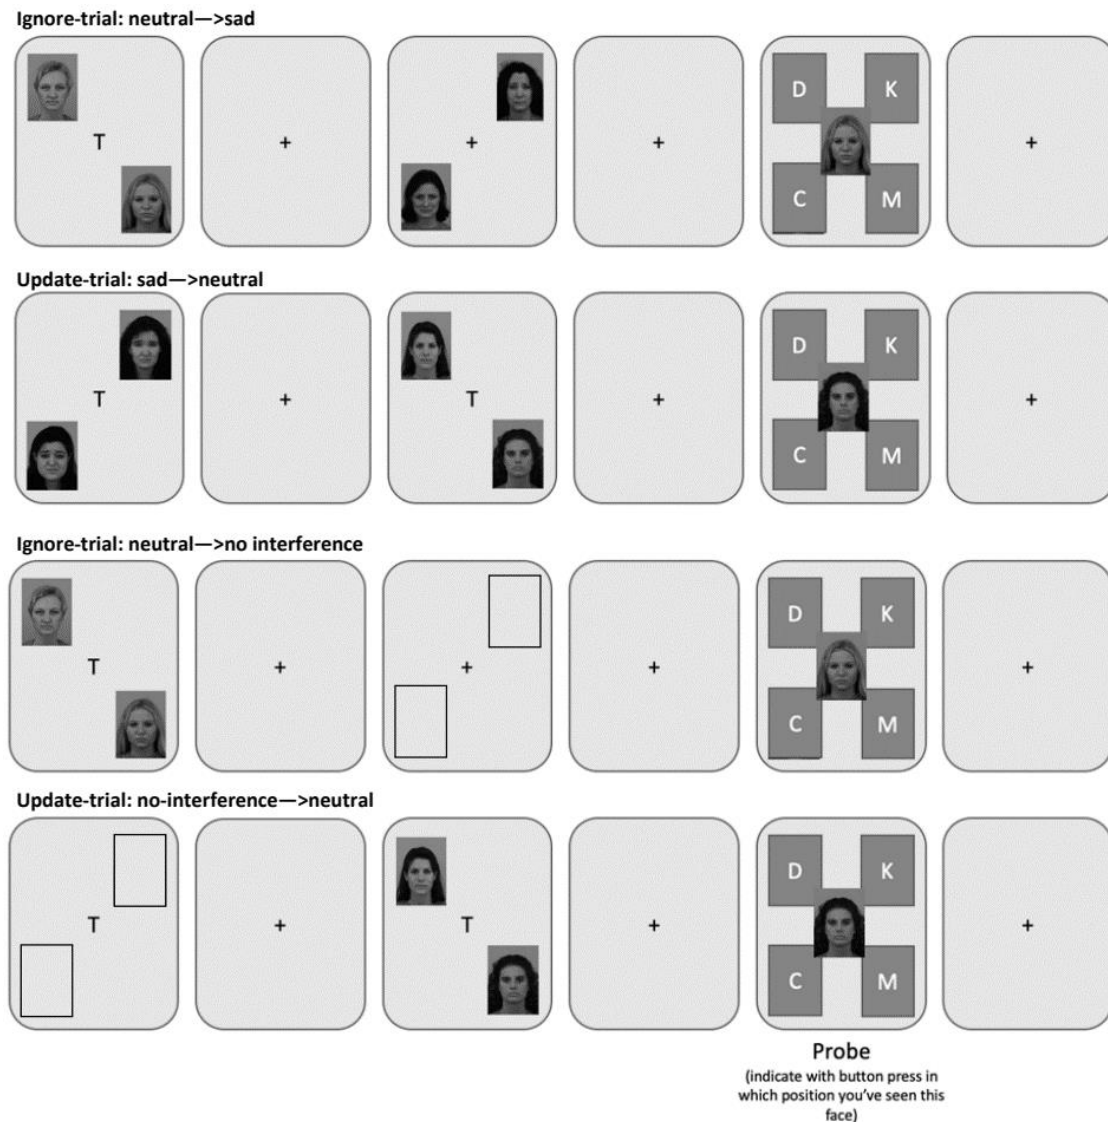 Ignore-trial: neutral—>sad
T + + + D K +
C M
Update-trial: sad—>neutral
T + T + D K +
C M
Ignore-trial: neutral—>no interference
T + + + D K +
C M
Update-trial: no-interference—>neutral
T + T + D K +
C M
Probe
(indicate with button press in
which position you’ve seen this
face)